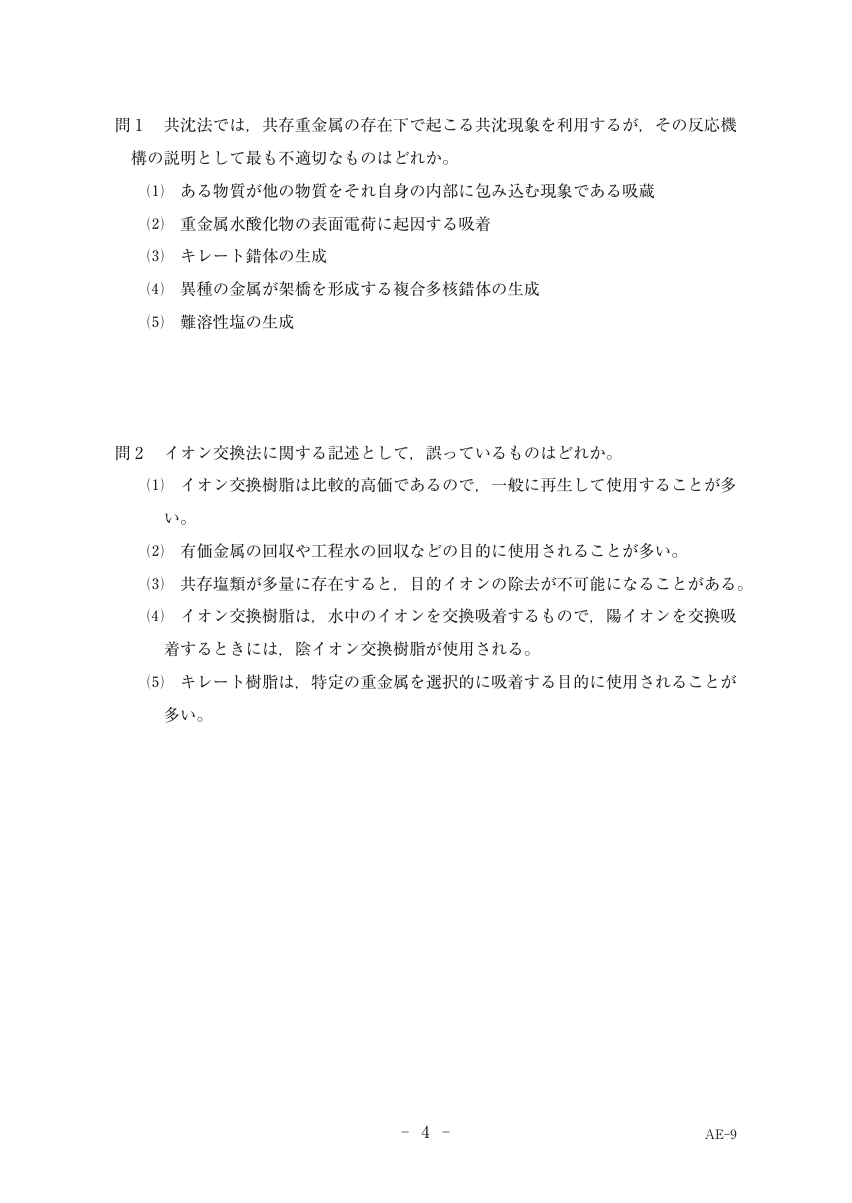 問１　共沈法では，共存重金属の存在下で起こる共沈現象を利用するが，その反応機
構の説明として最も不適切なものはどれか。
⑴　ある物質が他の物質をそれ自身の内部に包み込む現象である吸蔵
⑵　重金属水酸化物の表面電荷に起因する吸着
⑶　キレート錯体の生成
⑷　異種の金属が架橋を形成する複合多核錯体の生成
⑸　難溶性塩の生成
問２　イオン交換法に関する記述として，誤っているものはどれか。
⑴　イオン交換樹脂は比較的高価であるので，一般に再生して使用することが多
い。
⑵　有価金属の回収や工程水の回収などの目的に使用されることが多い。
⑶　共存塩類が多量に存在すると，目的イオンの除去が不可能になることがある。
⑷　イオン交換樹脂は，水中のイオンを交換吸着するもので，陽イオンを交換吸
着するときには，陰イオン交換樹脂が使用される。
⑸　キレート樹脂は，特定の重金属を選択的に吸着する目的に使用されることが
多い。
－ 4 －
AE-9